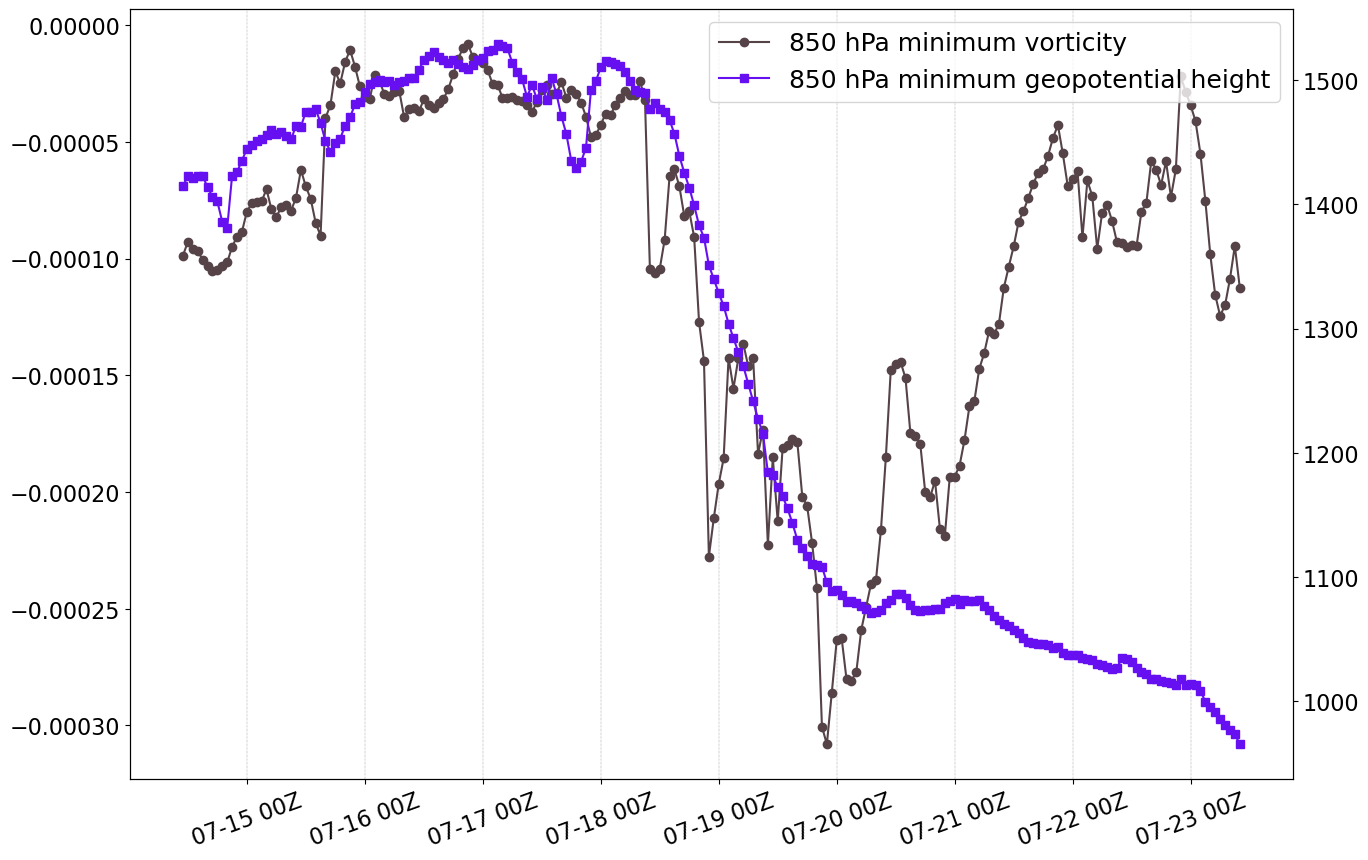 850 hPa minimum vorticity
850 hPa minimum geopotential height
0.00000
−0.00005
−0.00010
−0.00015
−0.00020
−0.00025
−0.00030
1500
1400
1300
1200
1100
1000
07-15 00Z
07-16 00Z
07-17 00Z
07-18 00Z
07-19 00Z
07-20 00Z
07-21 00Z
07-22 00Z
07-23 00Z